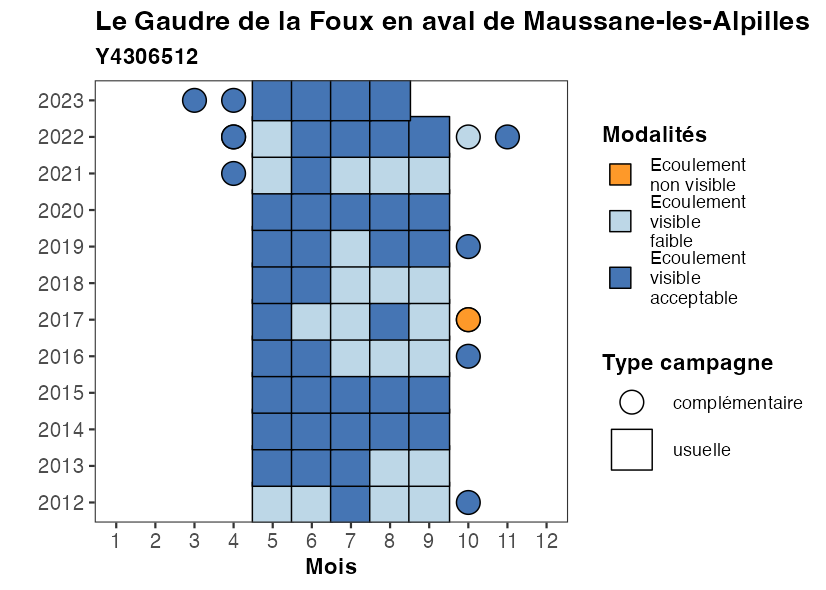 Le Gaudre de la Foux en aval de Maussane-les-Alpilles
Y4306512
2023
2022
2021
2020
2019
2018
2017
2016
2015
2014
2013
2012
1 2 3 4 5 6 7 8 9 10 11 12
Mois
Modalités
Ecoulement
non visible
Ecoulement
visible
faible
Ecoulement
visible
acceptable
Type campagne
complémentaire
usuelle